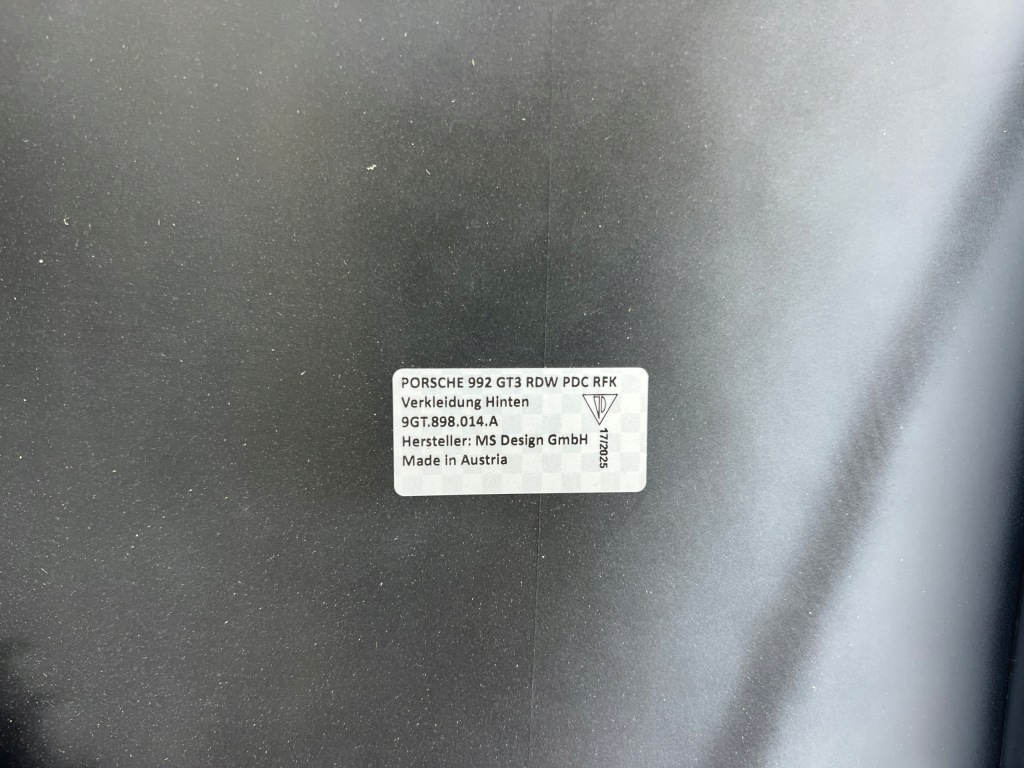 PORSCHE 992 GT3 RDW PDC RFK
Verkleidung Hinten
9GT.898.014.A
Hersteller: MS Design GmbH
Made in Austria
17/2025